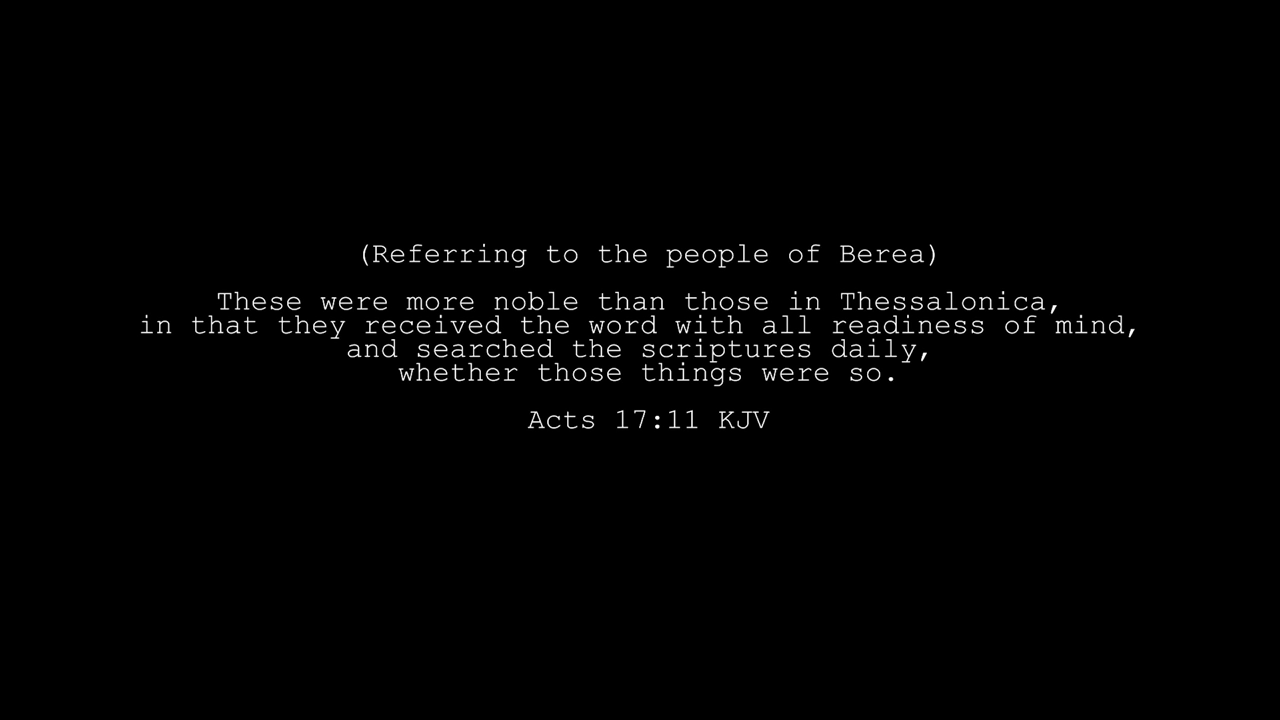 (Referring to the people of Berea)
These were more noble than those in Thessalonica,
in that they received the word with all readiness of mind,
and searched the scriptures daily,
whether those things were so.
Acts 17:11 KJV